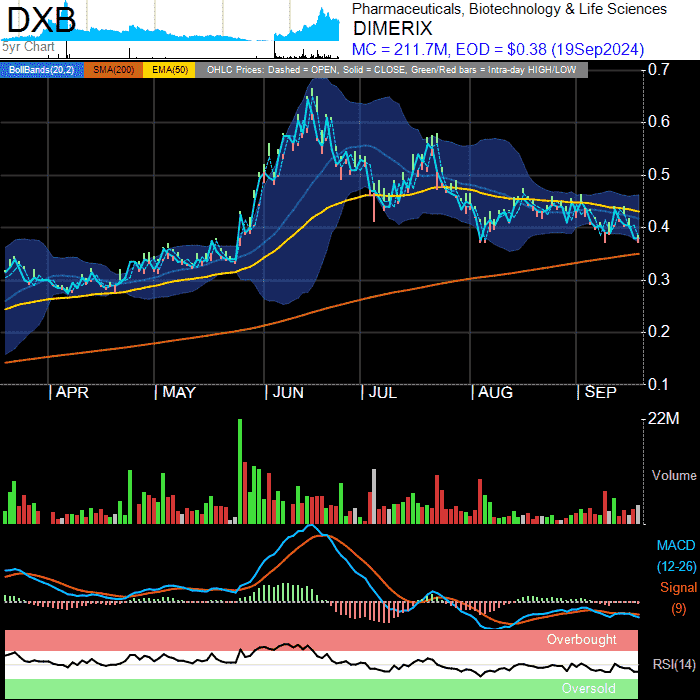 DXB
5yr Chart
Pharmaceuticals, Biotechnology & Life Sciences
DIMERIX
MC = 211.7M, EOD = $0.38 (19Sep2024)
BollBands(20,2) SMA(200) EMA(50) OHLC Prices: Dashed = OPEN, Solid = CLOSE, Green/Red bars = Intra-day HIGH/LOW
0.7
0.6
0.5
0.4
0.3
0.2
0.1
APR MAY JUN JUL AUG SEP
22M
Volume
MACD
(12-26)
Signal
(9)
Overbought
RSI(14)
Oversold